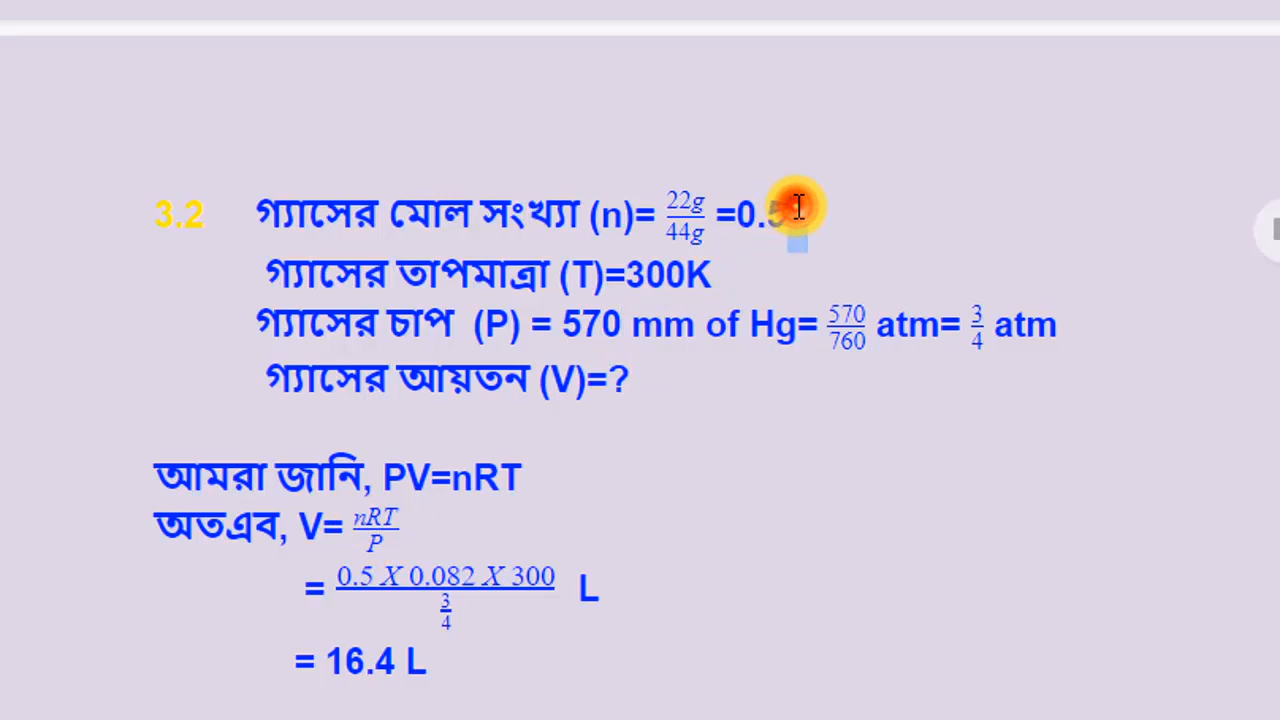 3.2 গ্যাসের মোল সংখ্যা (n)= 22g/44g =0.5
গ্যাসের তাপমাত্রা (T)=300K
গ্যাসের চাপ (P) = 570 mm of Hg= 570/760 atm= 3/4 atm
গ্যাসের আয়তন (V)=?
আমরা জানি, PV=nRT
অতএব, V= nRT/P
= 0.5 X 0.082 X 300 / 3/4 L
= 16.4 L